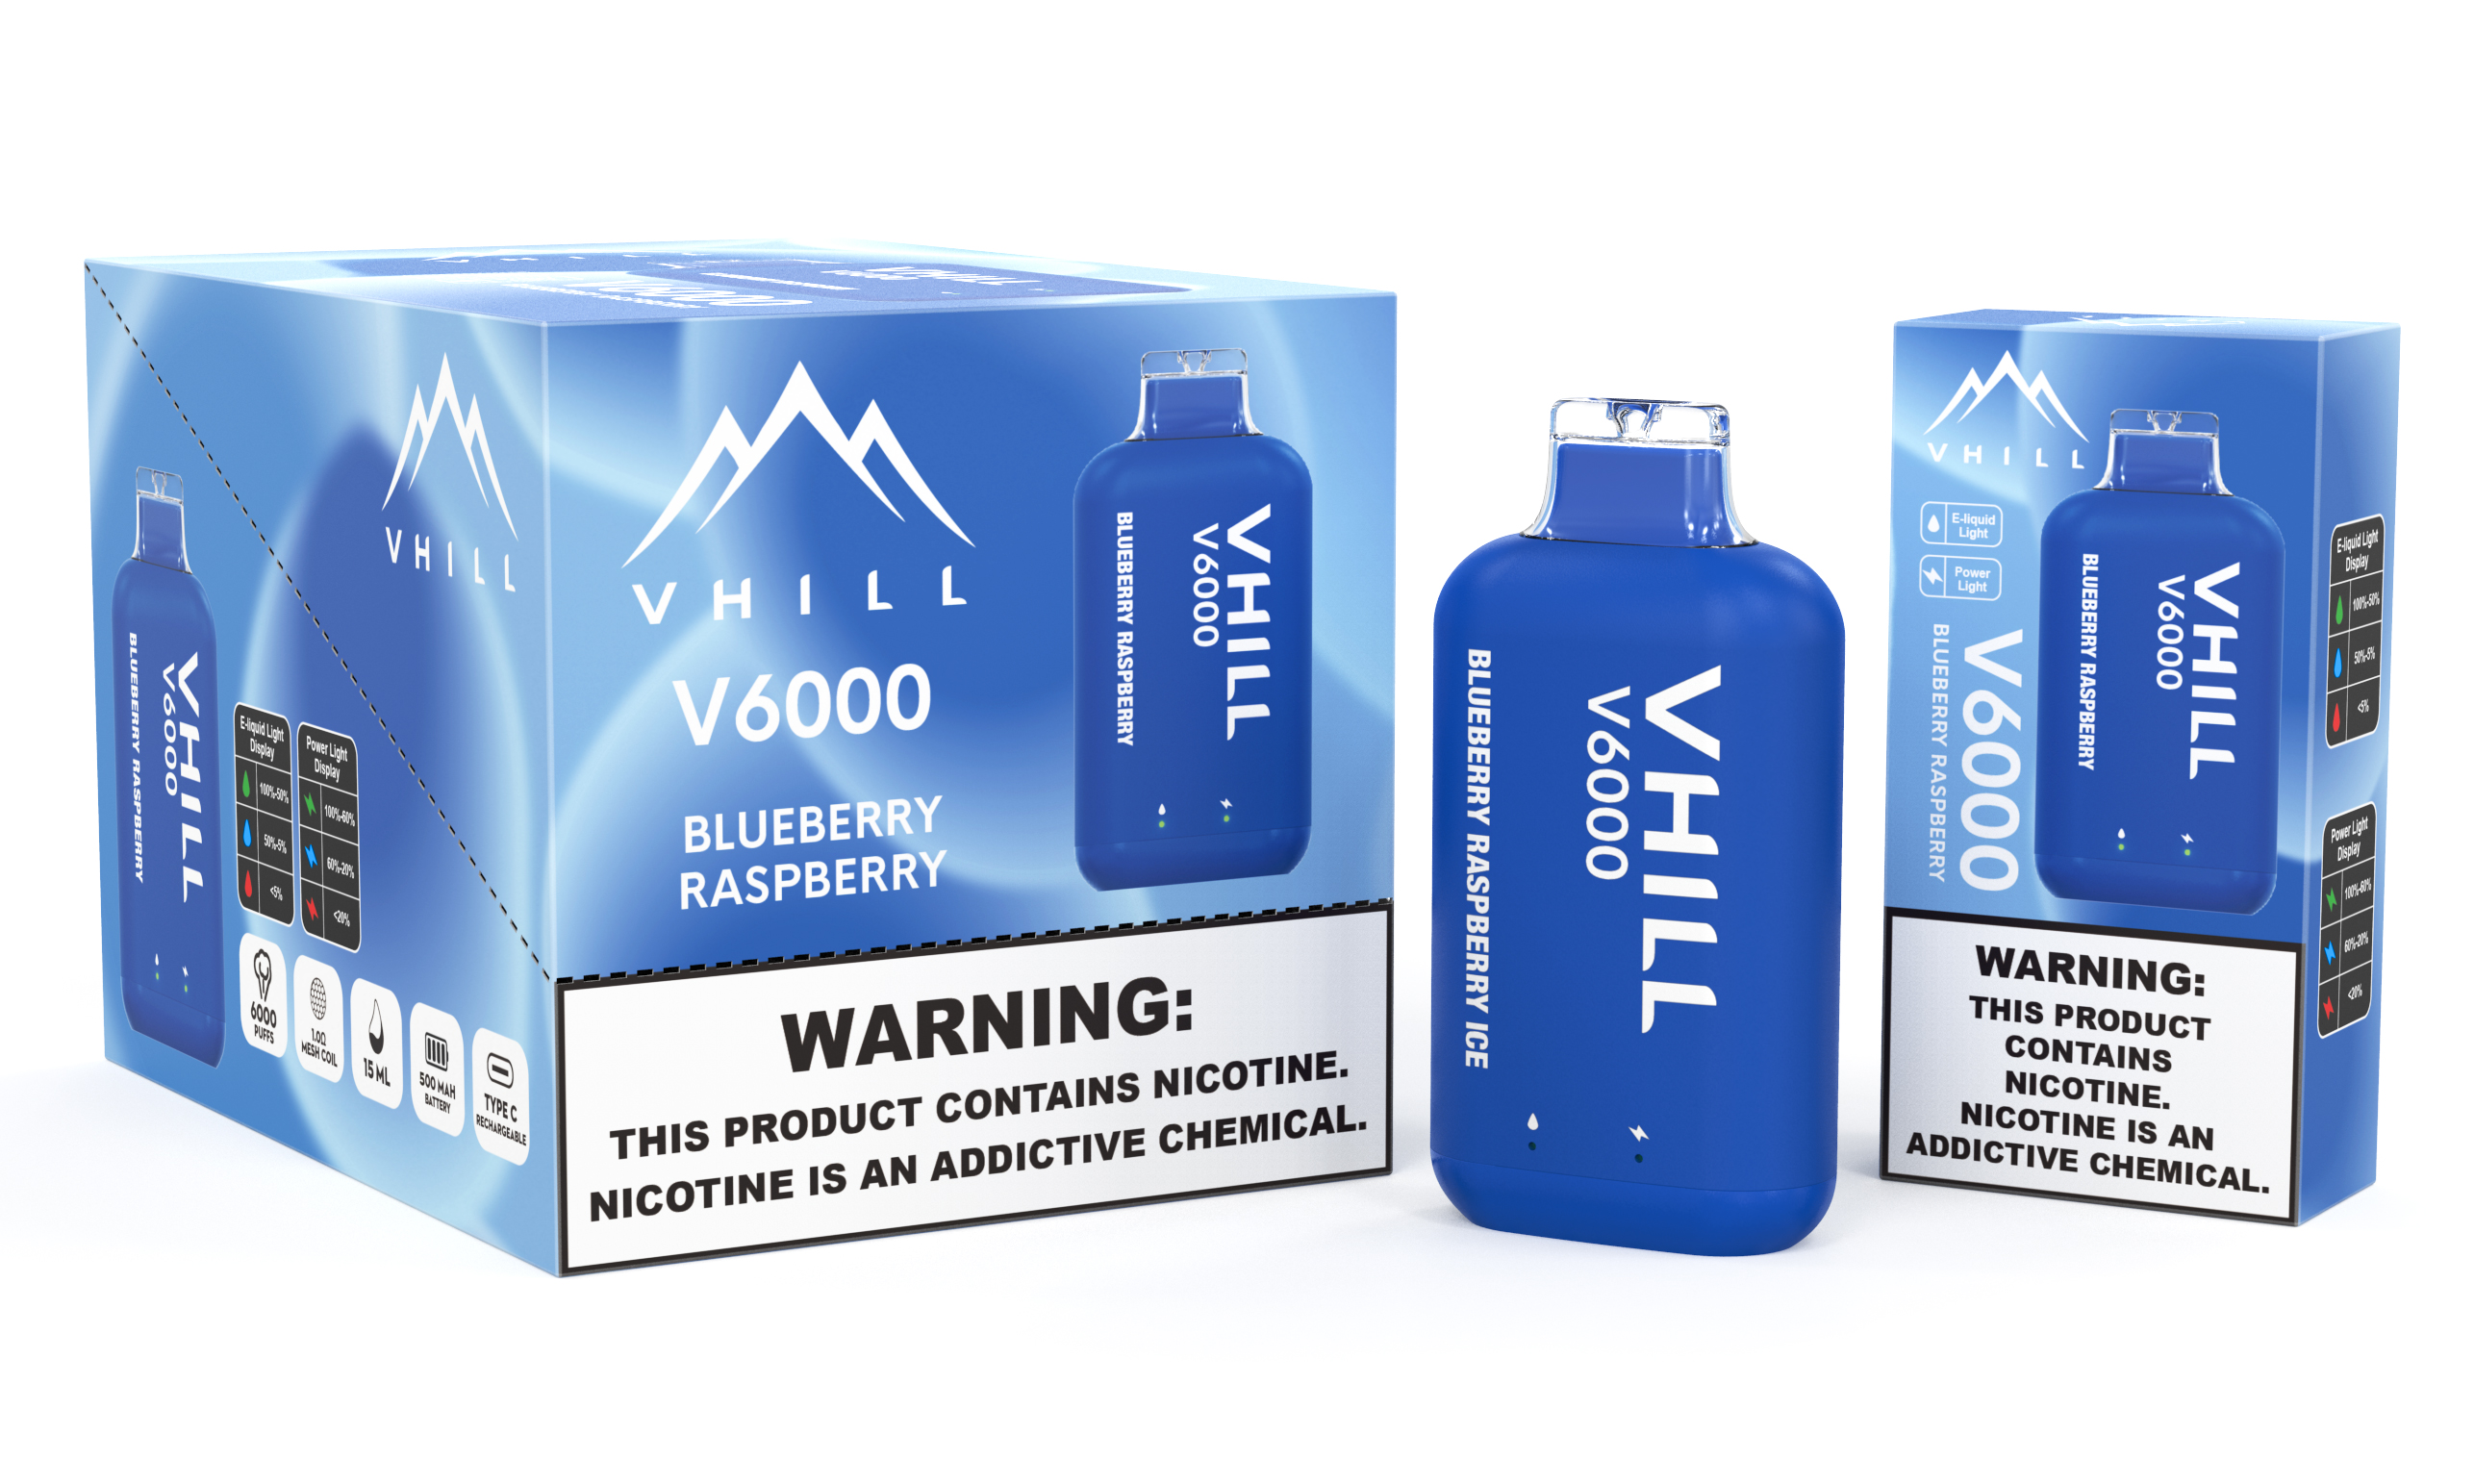 VHILL
VHILL
V6000
BLUEBERRY RASPBERRY
E-liquid Light
Display
100%-50%
50%-5%
<5%
Power Light
Display
100%-60%
60%-20%
<20%
6000
PUFFS
1.0Ω
MESH COIL
15 ML
500 MAH
BATTERY
TYPE C
RECHARGEABLE
VHILL
V6000
VHILL
V6000
BLUEBERRY
RASPBERRY
VHILL
V6000
BLUEBERRY RASPBERRY
WARNING:
THIS PRODUCT CONTAINS NICOTINE.
NICOTINE IS AN ADDICTIVE CHEMICAL.
VHILL
V6000
BLUEBERRY RASPBERRY ICE
VHILL
E-liquid
Light
Power
Light
V6000
BLUEBERRY RASPBERRY
VHILL
V6000
BLUEBERRY RASPBERRY
WARNING:
THIS PRODUCT
CONTAINS
NICOTINE.
NICOTINE IS AN
ADDICTIVE CHEMICAL.
E-liquid Light
Display
100%-50%
50%-5%
<5%
Power Light
Display
100%-60%
60%-20%
<20%